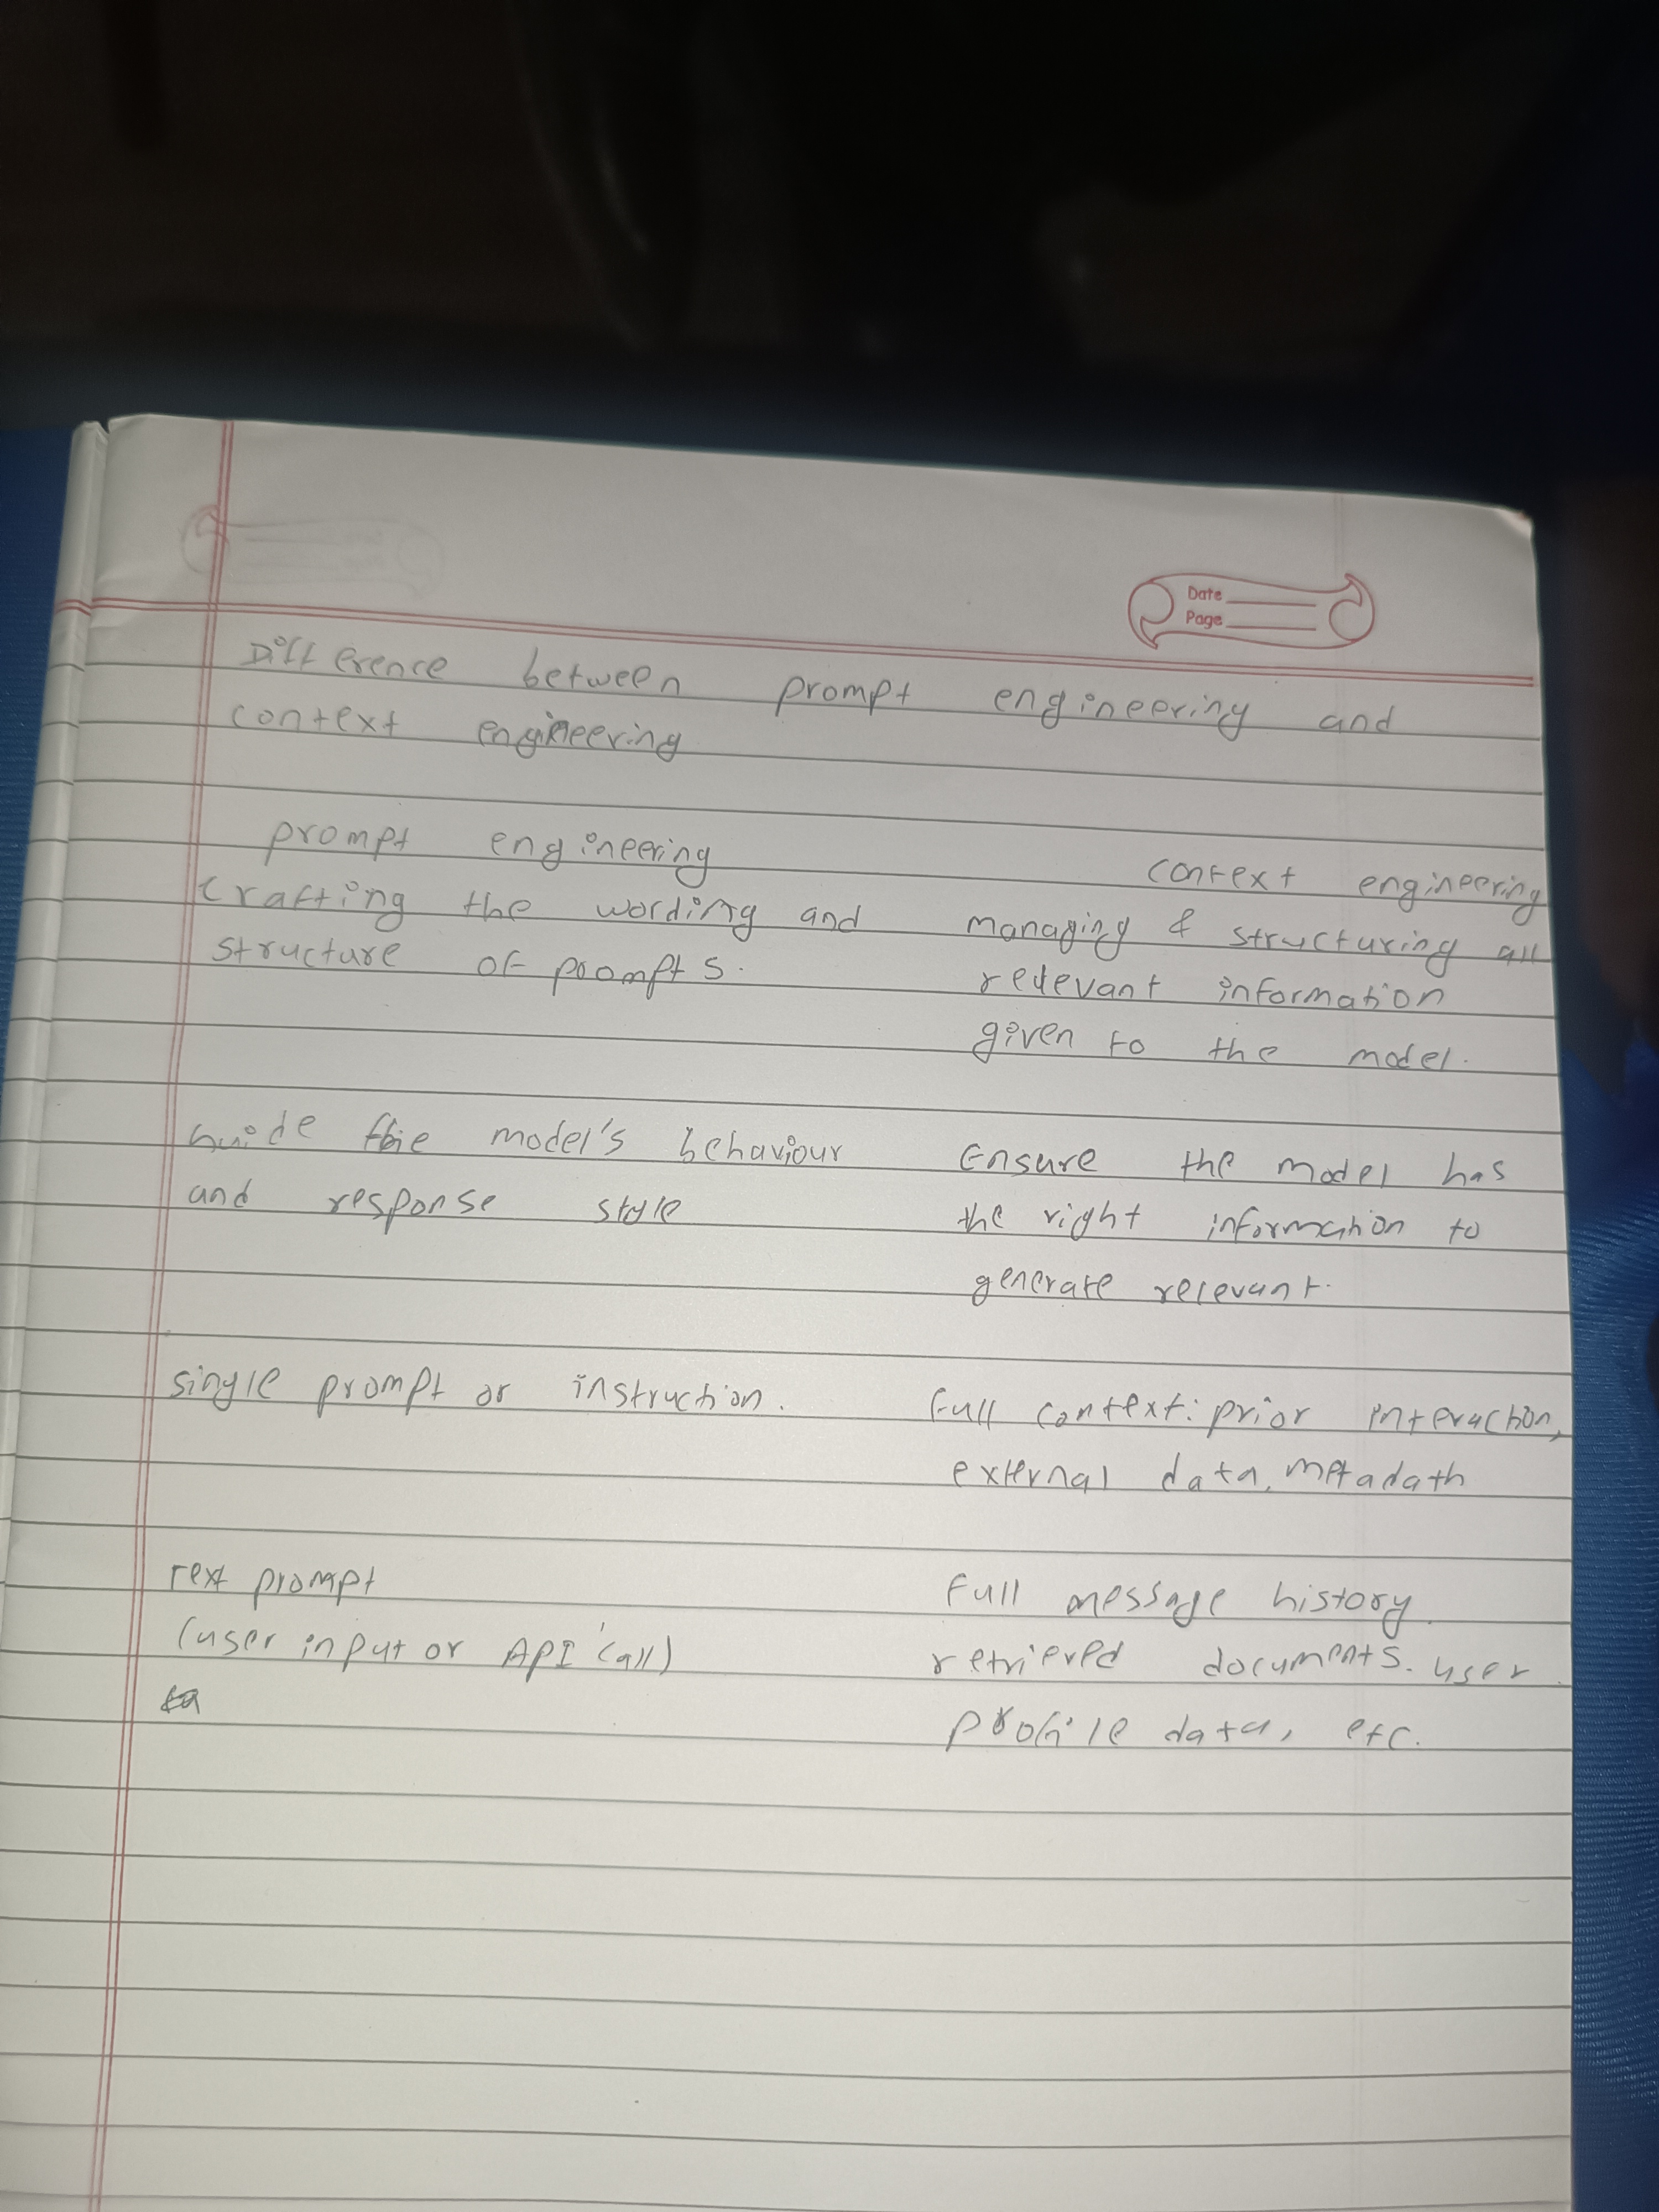 Date
Page
Difference between prompt engineering and
context engineering
prompt engineering
crafting the wording and
structure of prompts.
context engineering
managing & structuring all
relevant information
given to the model.
Guide the model's behaviour
and response style
Ensure the model has
the right information to
generate relevant.
single prompt or instruction.
Full context: prior interaction,
external data, metadath
Text prompt
(user input or API call)
Full message history.
retrieved documents. user
profile data, etc.